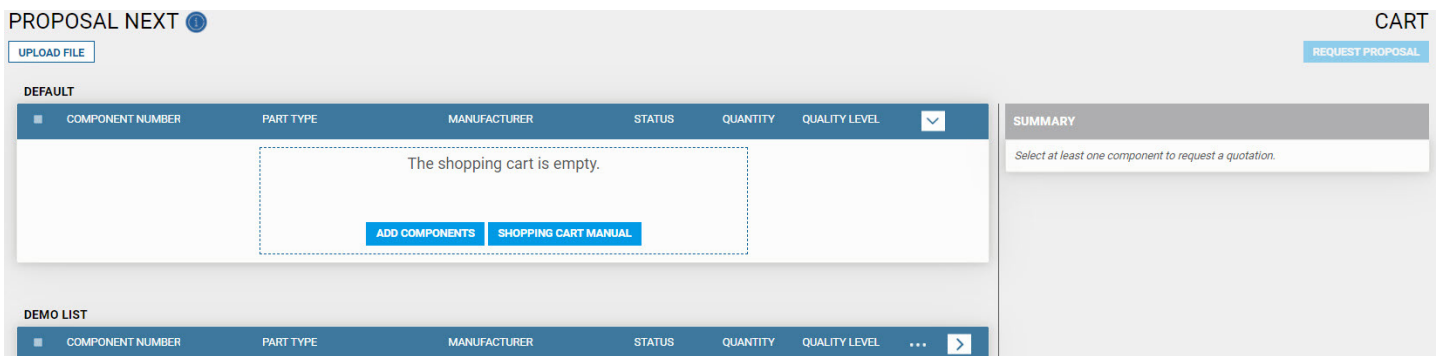 PROPOSAL NEXT
CART
UPLOAD FILE
REQUEST PROPOSAL
DEFAULT
COMPONENT NUMBER PART TYPE MANUFACTURER STATUS QUANTITY QUALITY LEVEL
SUMMARY
The shopping cart is empty.
Select at least one component to request a quotation.
ADD COMPONENTS SHOPPING CART MANUAL
DEMO LIST
COMPONENT NUMBER PART TYPE MANUFACTURER STATUS QUANTITY QUALITY LEVEL ...